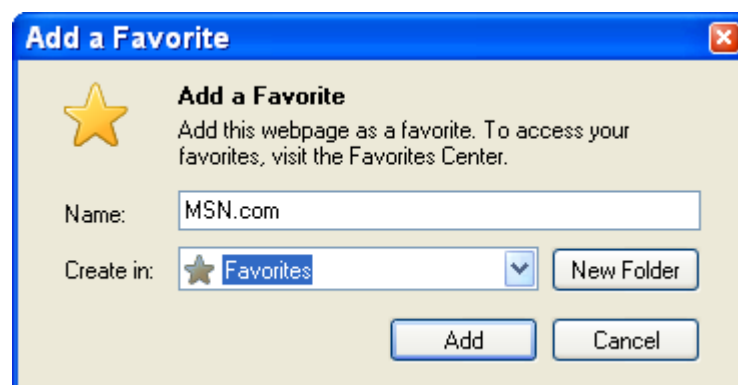 Add a Favorite
Add a Favorite
Add this webpage as a favorite. To access your
favorites, visit the Favorites Center.
Name: MSN.com
Create in: Favorites New Folder
Add Cancel